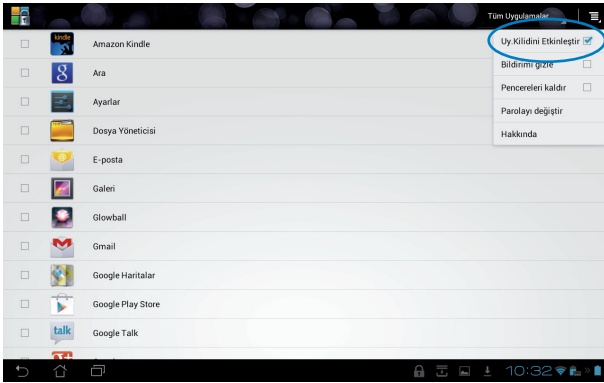 Tüm Uygulamalar
Uy.Kilidini Etkinleştir
Bildirimi gizle
Pencereleri kaldır
Parolayı değiştir
Hakkında
kindle
Amazon Kindle
8
Ara
Ayarlar
Dosya Yöneticisi
E-posta
Galeri
Glowball
Gmail
Google Haritalar
Google Play Store
talk
Google Talk
10:32